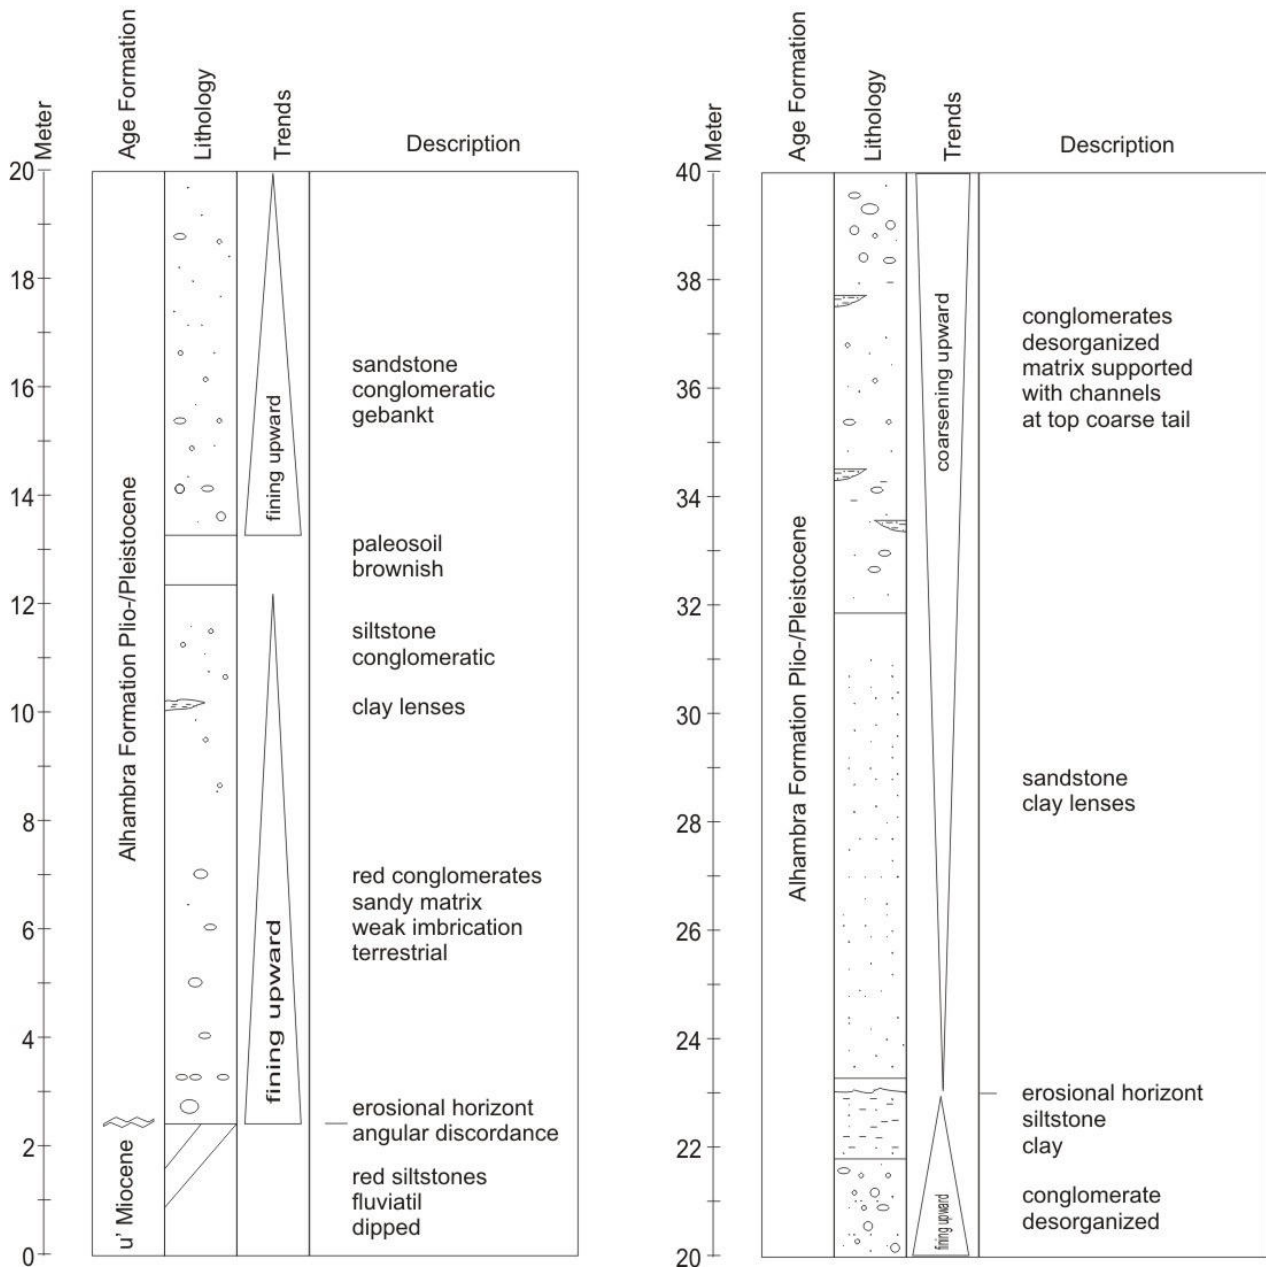 Meter
Age Formation
Lithology
Trends
Description
20
18
16
14
12
10
8
6
4
2
0
Alhambra Formation Plio-/Pleistocene
u' Miocene
fining upward
fining upward
sandstone
conglomeratic
gebankt
paleosoil
brownish
siltstone
conglomeratic
clay lenses
red conglomerates
sandy matrix
weak imbrication
terrestrial
erosional horizont
angular discordance
red siltstones
fluviatil
dipped
Meter
Age Formation
Lithology
Trends
Description
40
38
36
34
32
30
28
26
24
22
20
Alhambra Formation Plio-/Pleistocene
coarsening upward
fining upward
conglomerates
desorganized
matrix supported
with channels
at top coarse tail
sandstone
clay lenses
erosional horizont
siltstone
clay
conglomerate
desorganized